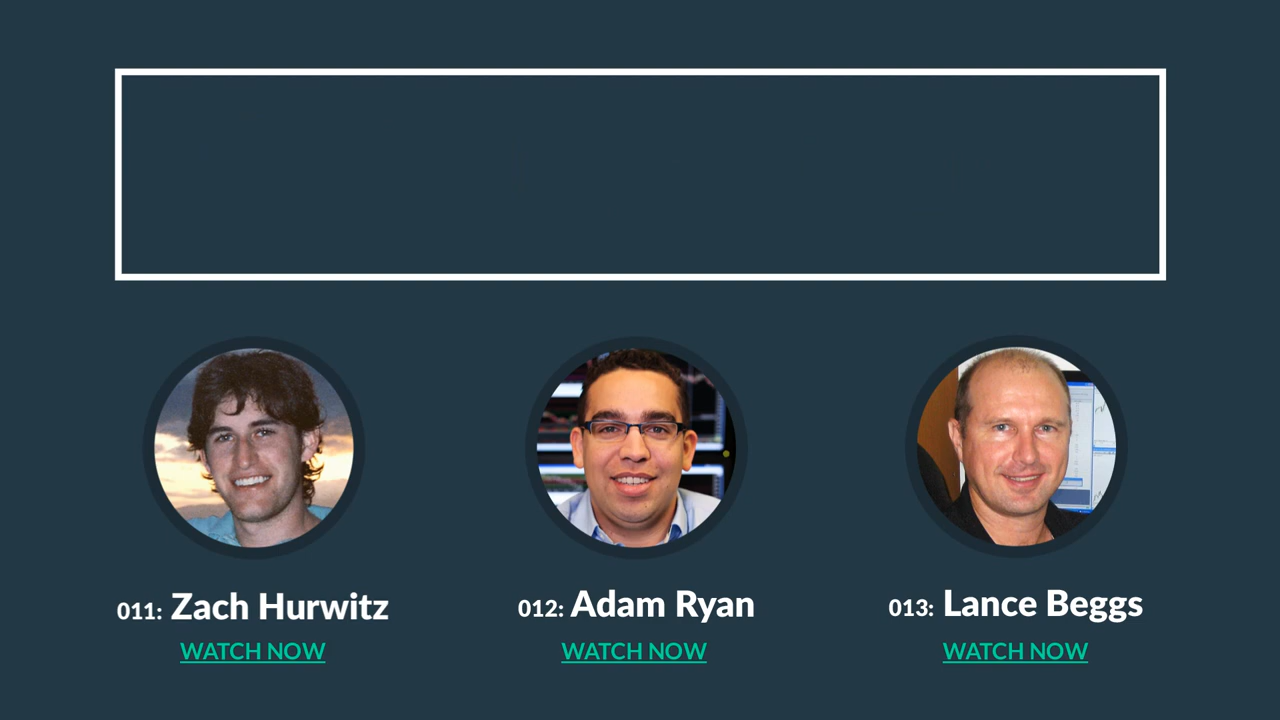 011: Zach Hurwitz
WATCH NOW
012: Adam Ryan
WATCH NOW
013: Lance Beggs
WATCH NOW